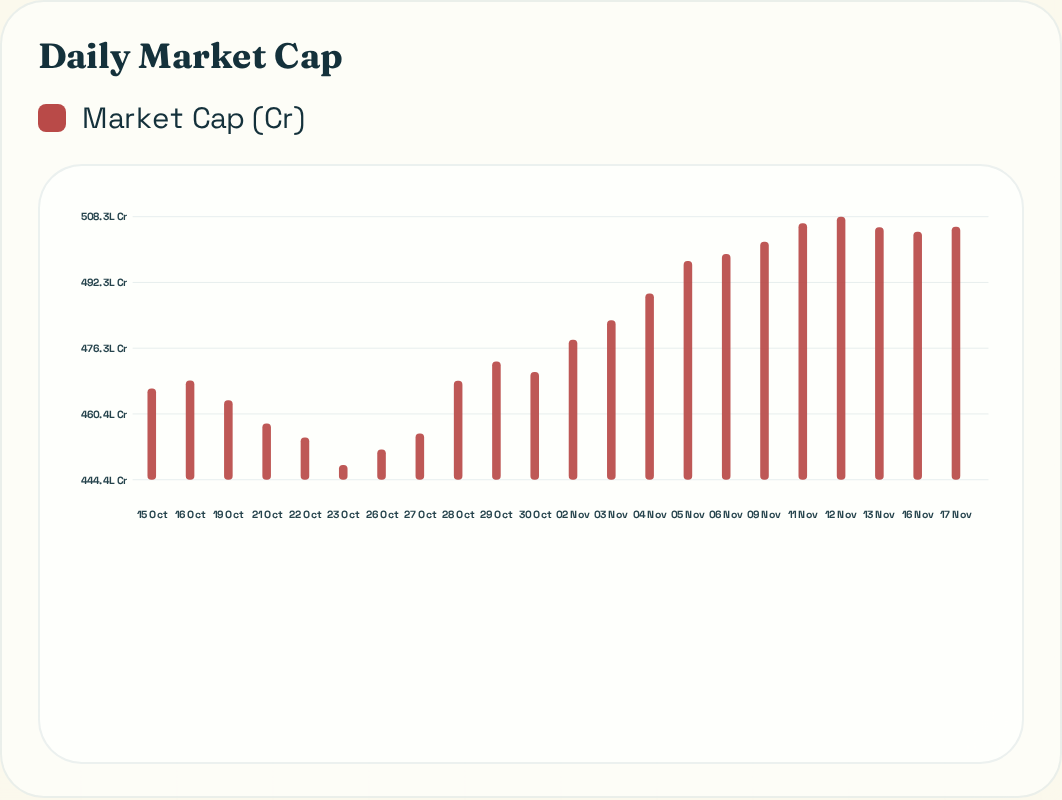 Daily Market Cap
Market Cap (Cr)
508.3L Cr
492.3L Cr
476.3L Cr
460.4L Cr
444.4L Cr
15 Oct 16 Oct 19 Oct 21 Oct 22 Oct 23 Oct 26 Oct 27 Oct 28 Oct 29 Oct 30 Oct 02 Nov 03 Nov 04 Nov 05 Nov 06 Nov 09 Nov 11 Nov 12 Nov 13 Nov 16 Nov 17 Nov